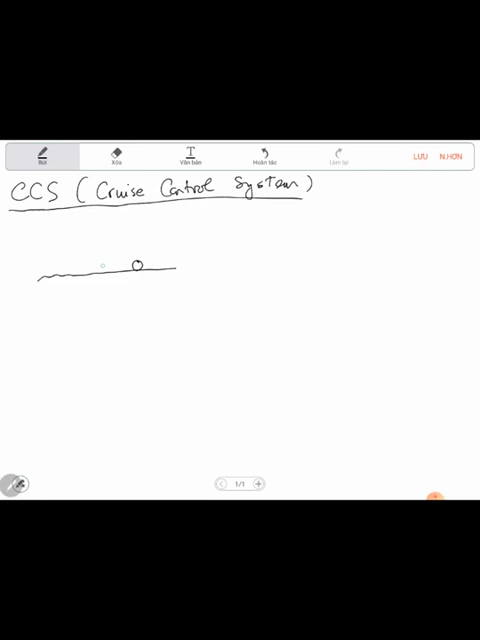 Bút Xóa Văn bản Hoàn tác Làm lại LƯU N.HƠN
CCS (Cruise Control System)
1/1